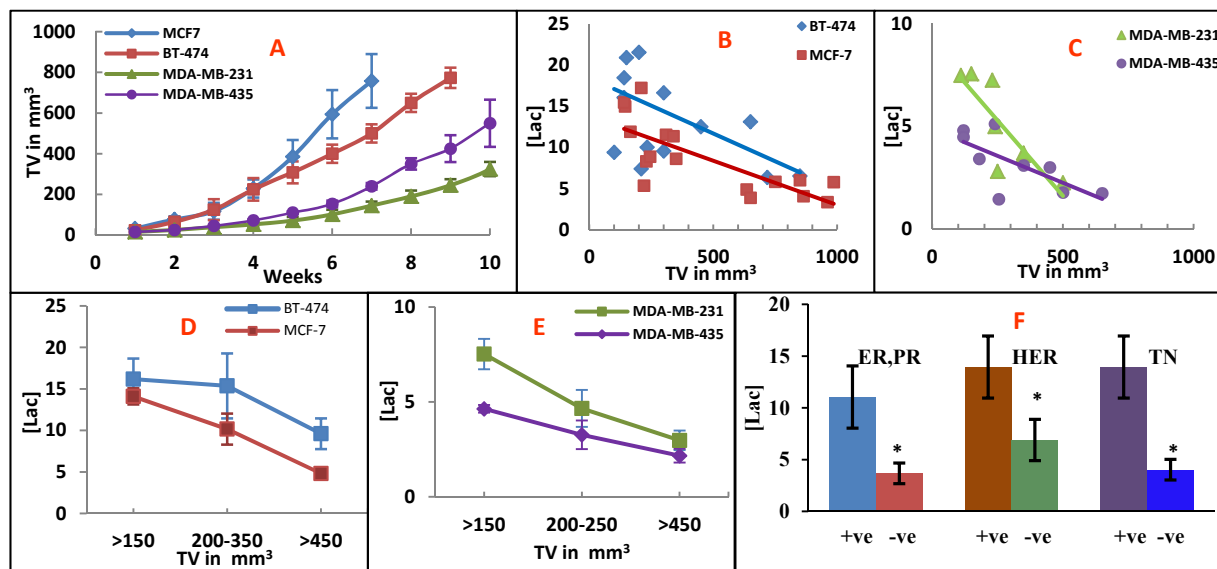 A
MCF7
BT-474
MDA-MB-231
MDA-MB-435
TV in mm³
1000
800
600
400
200
0
0 2 4 6 8 10
Weeks
B
BT-474
MCF-7
[Lac]
25
20
15
10
5
0
0 500 1000
TV in mm³
C
MDA-MB-231
MDA-MB-435
[Lac]
10
5
0
0 500 1000
TV in mm³
D
BT-474
MCF-7
[Lac]
25
20
15
10
5
0
>150 200-350 >450
TV in mm³
E
MDA-MB-231
MDA-MB-435
[Lac]
10
5
0
>150 200-250 >450
TV in mm³
F
[Lac]
20
15
10
5
0
ER,PR HER TN
* * *
+ve -ve +ve -ve +ve -ve